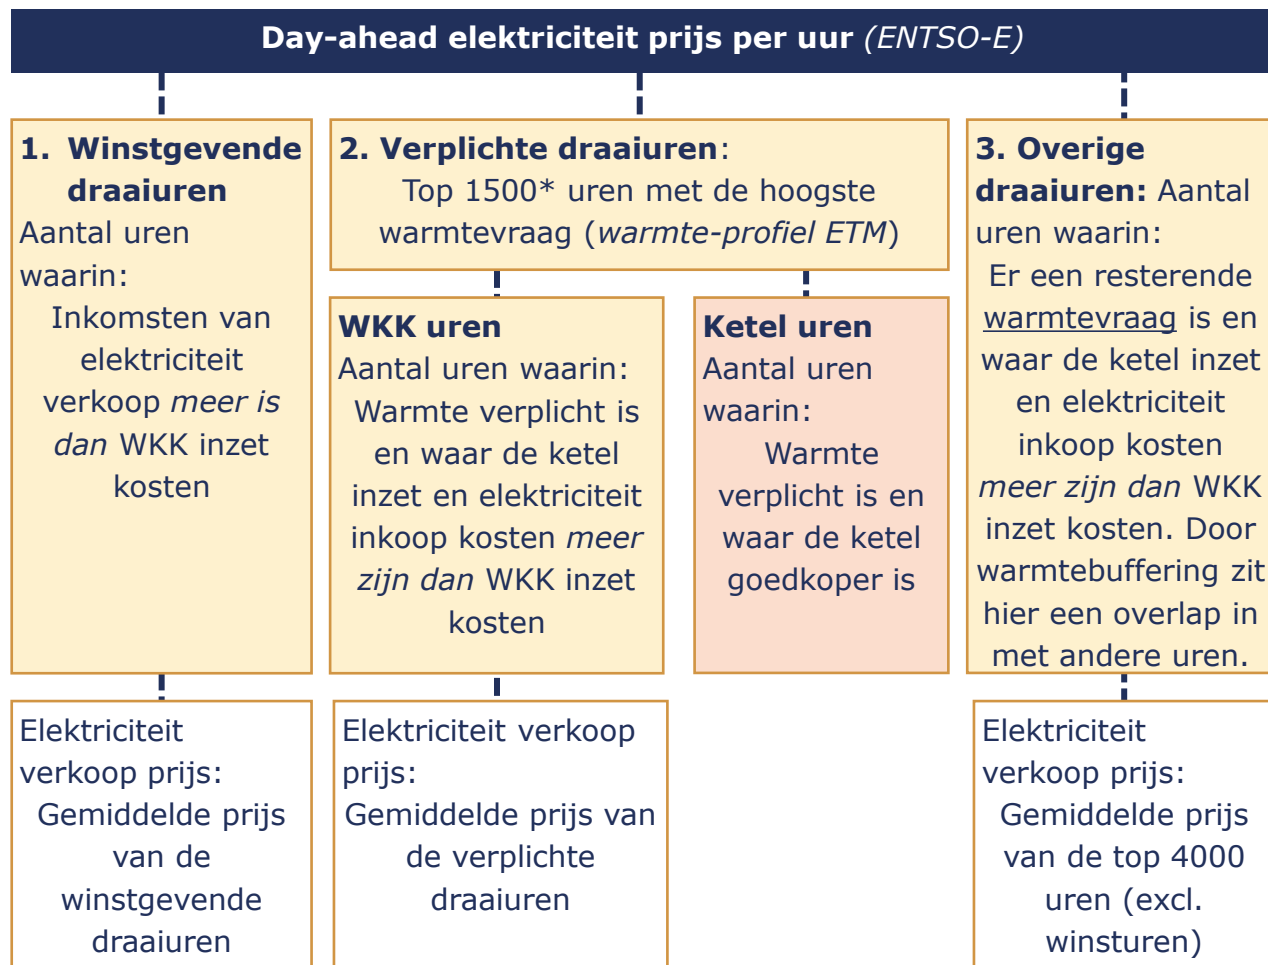 Day-ahead elektriciteit prijs per uur (ENTSO-E)
1. Winstgevende
draaiuren
Aantal uren
waarin:
Inkomsten van
elektriciteit
verkoop meer is
dan WKK inzet
kosten
2. Verplichte draaiuren:
Top 1500* uren met de hoogste
warmtevraag (warmte-profiel ETM)
WKK uren
Aantal uren waarin:
Warmte verplicht is
en waar de ketel
inzet en elektriciteit
inkoop kosten meer
zijn dan WKK inzet
kosten
Ketel uren
Aantal uren
waarin:
Warmte
verplicht is en
waar de ketel
goedkoper is
3. Overige
draaiuren: Aantal
uren waarin:
Er een resterende
warmtevraag is en
waar de ketel inzet
en elektriciteit
inkoop kosten
meer zijn dan WKK
inzet kosten. Door
warmtebuffering zit
hier een overlap in
met andere uren.
Elektriciteit
verkoop prijs:
Gemiddelde prijs
van de
winstgevende
draaiuren
Elektriciteit verkoop
prijs:
Gemiddelde prijs van
de verplichte
draaiuren
Elektriciteit
verkoop prijs:
Gemiddelde prijs
van de top 4000
uren (excl.
winsturen)